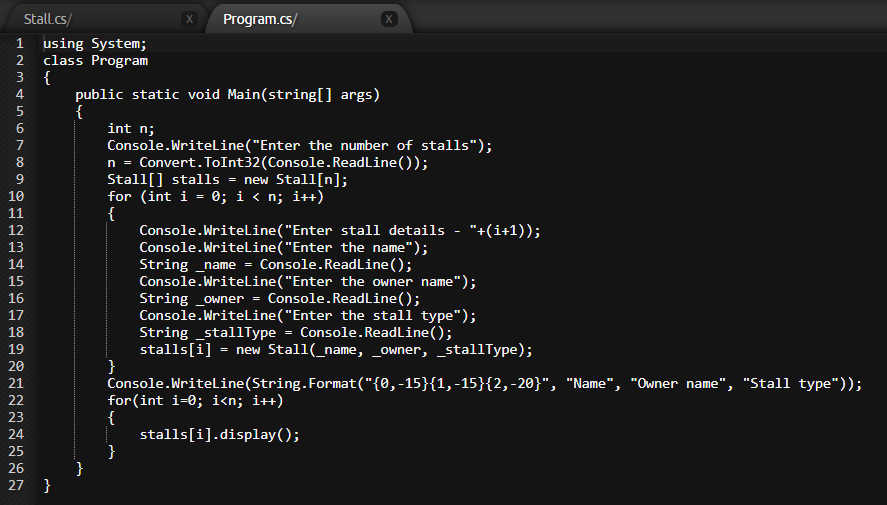 Stall.cs/ x Program.cs/ x
1 using System;
2 class Program
3 {
4     public static void Main(string[] args)
5     {
6         int n;
7         Console.WriteLine("Enter the number of stalls");
8         n = Convert.ToInt32(Console.ReadLine());
9         Stall[] stalls = new Stall[n];
10         for (int i = 0; i < n; i++)
11         {
12             Console.WriteLine("Enter stall details - "+(i+1));
13             Console.WriteLine("Enter the name");
14             String _name = Console.ReadLine();
15             Console.WriteLine("Enter the owner name");
16             String _owner = Console.ReadLine();
17             Console.WriteLine("Enter the stall type");
18             String _stallType = Console.ReadLine();
19             stalls[i] = new Stall(_name, _owner, _stallType);
20         }
21         Console.WriteLine(String.Format("{0,-15}{1,-15}{2,-20}", "Name", "Owner name", "Stall type"));
22         for(int i=0; i<n; i++)
23         {
24             stalls[i].display();
25         }
26     }
27 }